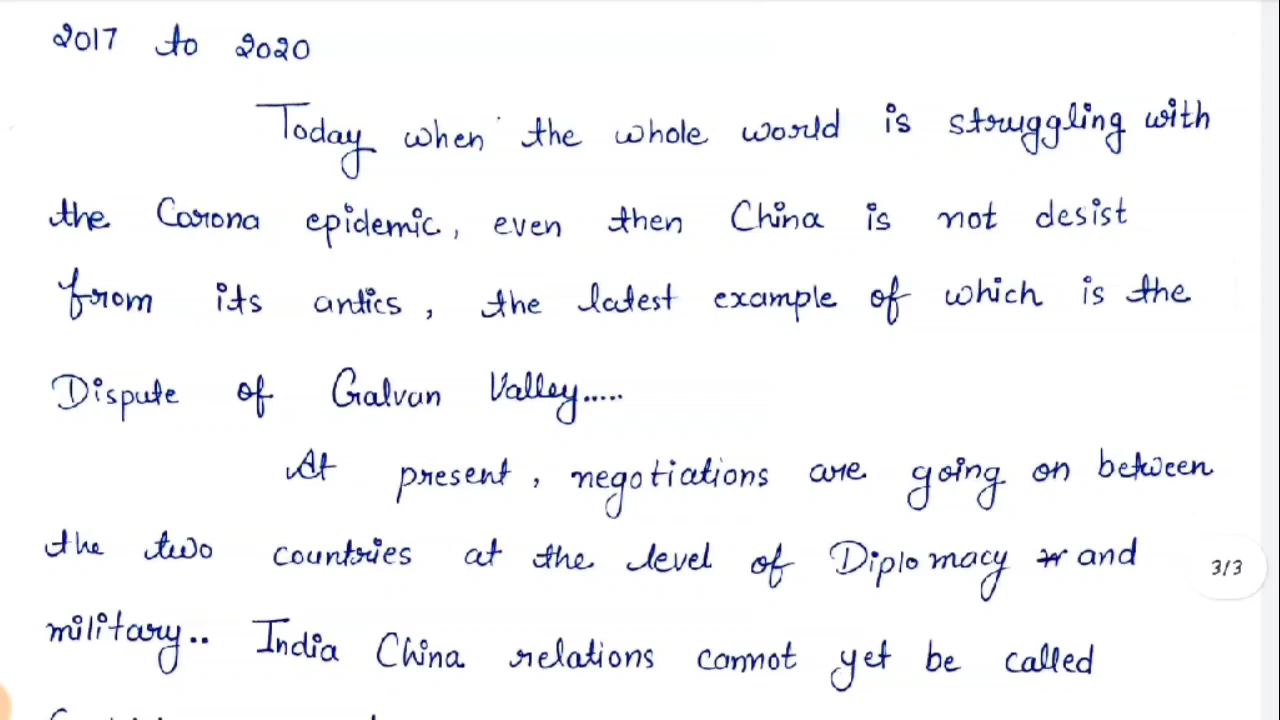 2017 to 2020
Today when the whole world is struggling with
the Carona epidemic, even then China is not desist
from its antics, the latest example of which is the
Dispute of Galvan Valley.....
At present, negotiations are going on between
the two countries at the level of Diplomacy and
3/3
military.. India China relations cannot yet be called